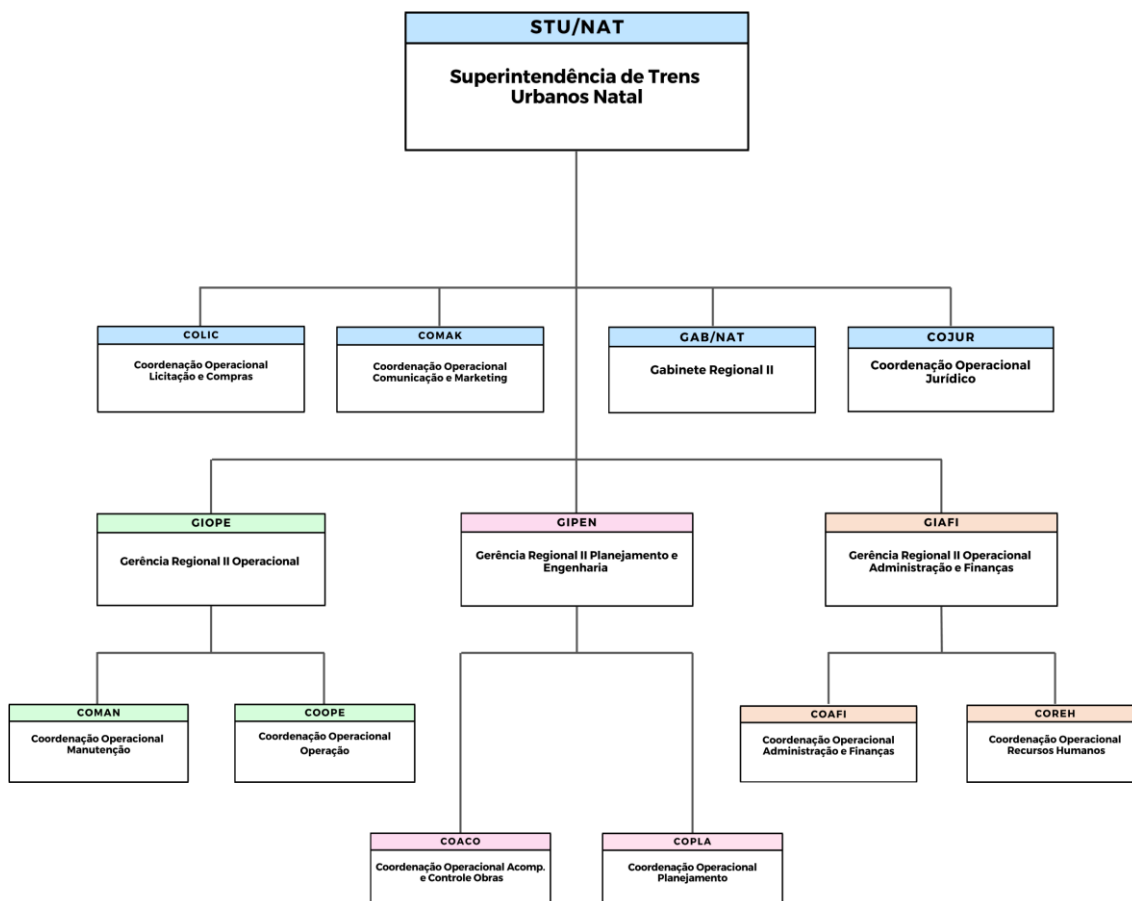 STU/NAT
Superintendência de Trens
Urbanos Natal
COLIC
Coordenação Operacional
Licitação e Compras
COMAK
Coordenação Operacional
Comunicação e Marketing
GAB/NAT
Gabinete Regional II
COJUR
Coordenação Operacional
Jurídico
GIOPE
Gerência Regional II Operacional
GIPEN
Gerência Regional II Planejamento e
Engenharia
GIAFI
Gerência Regional II Operacional
Administração e Finanças
COMAN
Coordenação Operacional
Manutenção
COOPE
Coordenação Operacional
Operação
COAFI
Coordenação Operacional
Administração e Finanças
COREH
Coordenação Operacional
Recursos Humanos
COACO
Coordenação Operacional Acomp.
e Controle Obras
COPLA
Coordenação Operacional
Planejamento